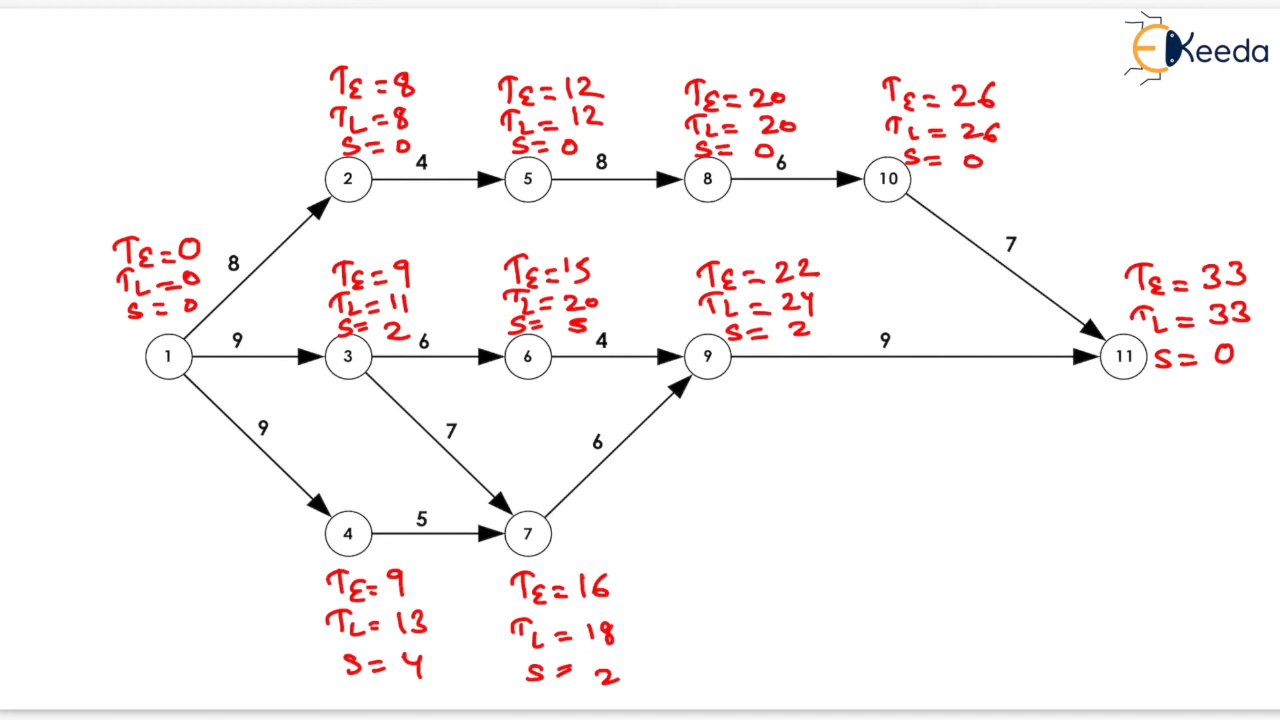 EKeeda
TE = 8
TL = 8
S = 0
TE = 12
TL = 12
S = 0
TE = 20
TL = 20
S = 0
TE = 26
TL = 26
S = 0
2
4
5
8
8
6
10
TE = 0
TL = 0
S = 0
8
7
TE = 9
TL = 11
S = 2
TE = 15
TL = 20
S = 5
TE = 22
TL = 24
S = 2
TE = 33
TL = 33
S = 0
1
9
3
6
6
4
9
9
11
9
7
6
4
5
7
TE = 9
TL = 13
S = 4
TE = 16
TL = 18
S = 2